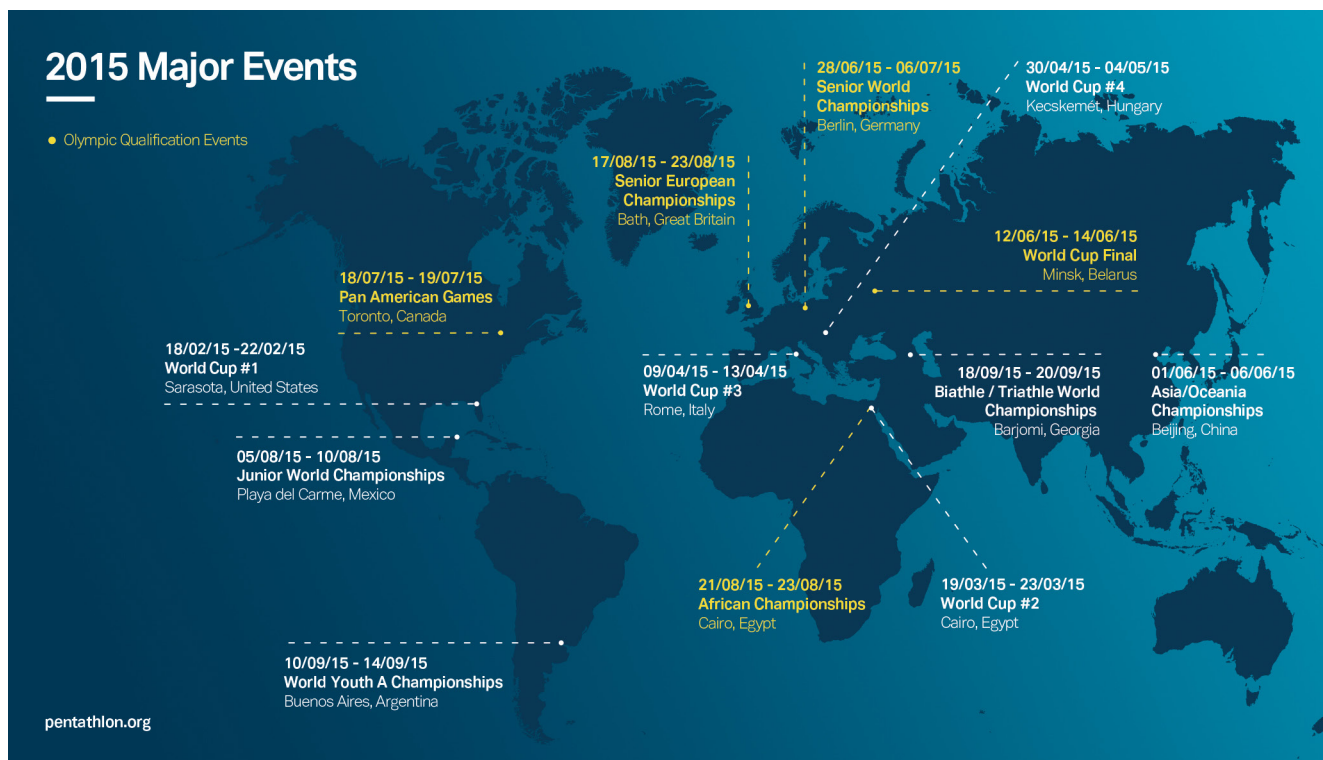 2015 Major Events
Olympic Qualification Events
28/06/15 - 06/07/15
Senior World
Championships
Berlin, Germany
30/04/15 - 04/05/15
World Cup #4
Kecskemét, Hungary
17/08/15 - 23/08/15
Senior European
Championships
Bath, Great Britain
12/06/15 - 14/06/15
World Cup Final
Minsk, Belarus
18/07/15 - 19/07/15
Pan American Games
Toronto, Canada
18/02/15 -22/02/15
World Cup #1
Sarasota, United States
09/04/15 - 13/04/15
World Cup #3
Rome, Italy
18/09/15 - 20/09/15
Biathle / Triathle World
Championships
Barjomi, Georgia
01/06/15 - 06/06/15
Asia/Oceania
Championships
Beijing, China
05/08/15 - 10/08/15
Junior World Championships
Playa del Carme, Mexico
21/08/15 - 23/08/15
African Championships
Cairo, Egypt
19/03/15 - 23/03/15
World Cup #2
Cairo, Egypt
10/09/15 - 14/09/15
World Youth A Championships
Buenos Aires, Argentina
pentathlon.org